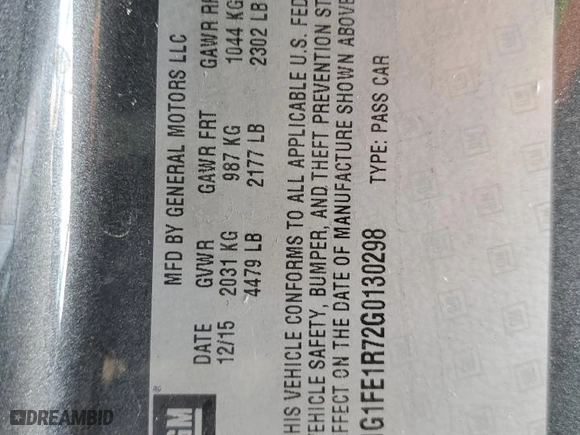 MFD BY GENERAL MOTORS LLC
DATE GVWR GAWR FRT GAWR RR
12/15 2031 KG 987 KG 1044 KG
4479 LB 2177 LB 2302 LB
HIS VEHICLE CONFORMS TO ALL APPLICABLE U.S. FED
EHICLE SAFETY, BUMPER, AND THEFT PREVENTION ST
FFECT ON THE DATE OF MANUFACTURE SHOWN ABOVE
G1FE1R72G0130298 TYPE: PASS CAR
GM
DREAMBID